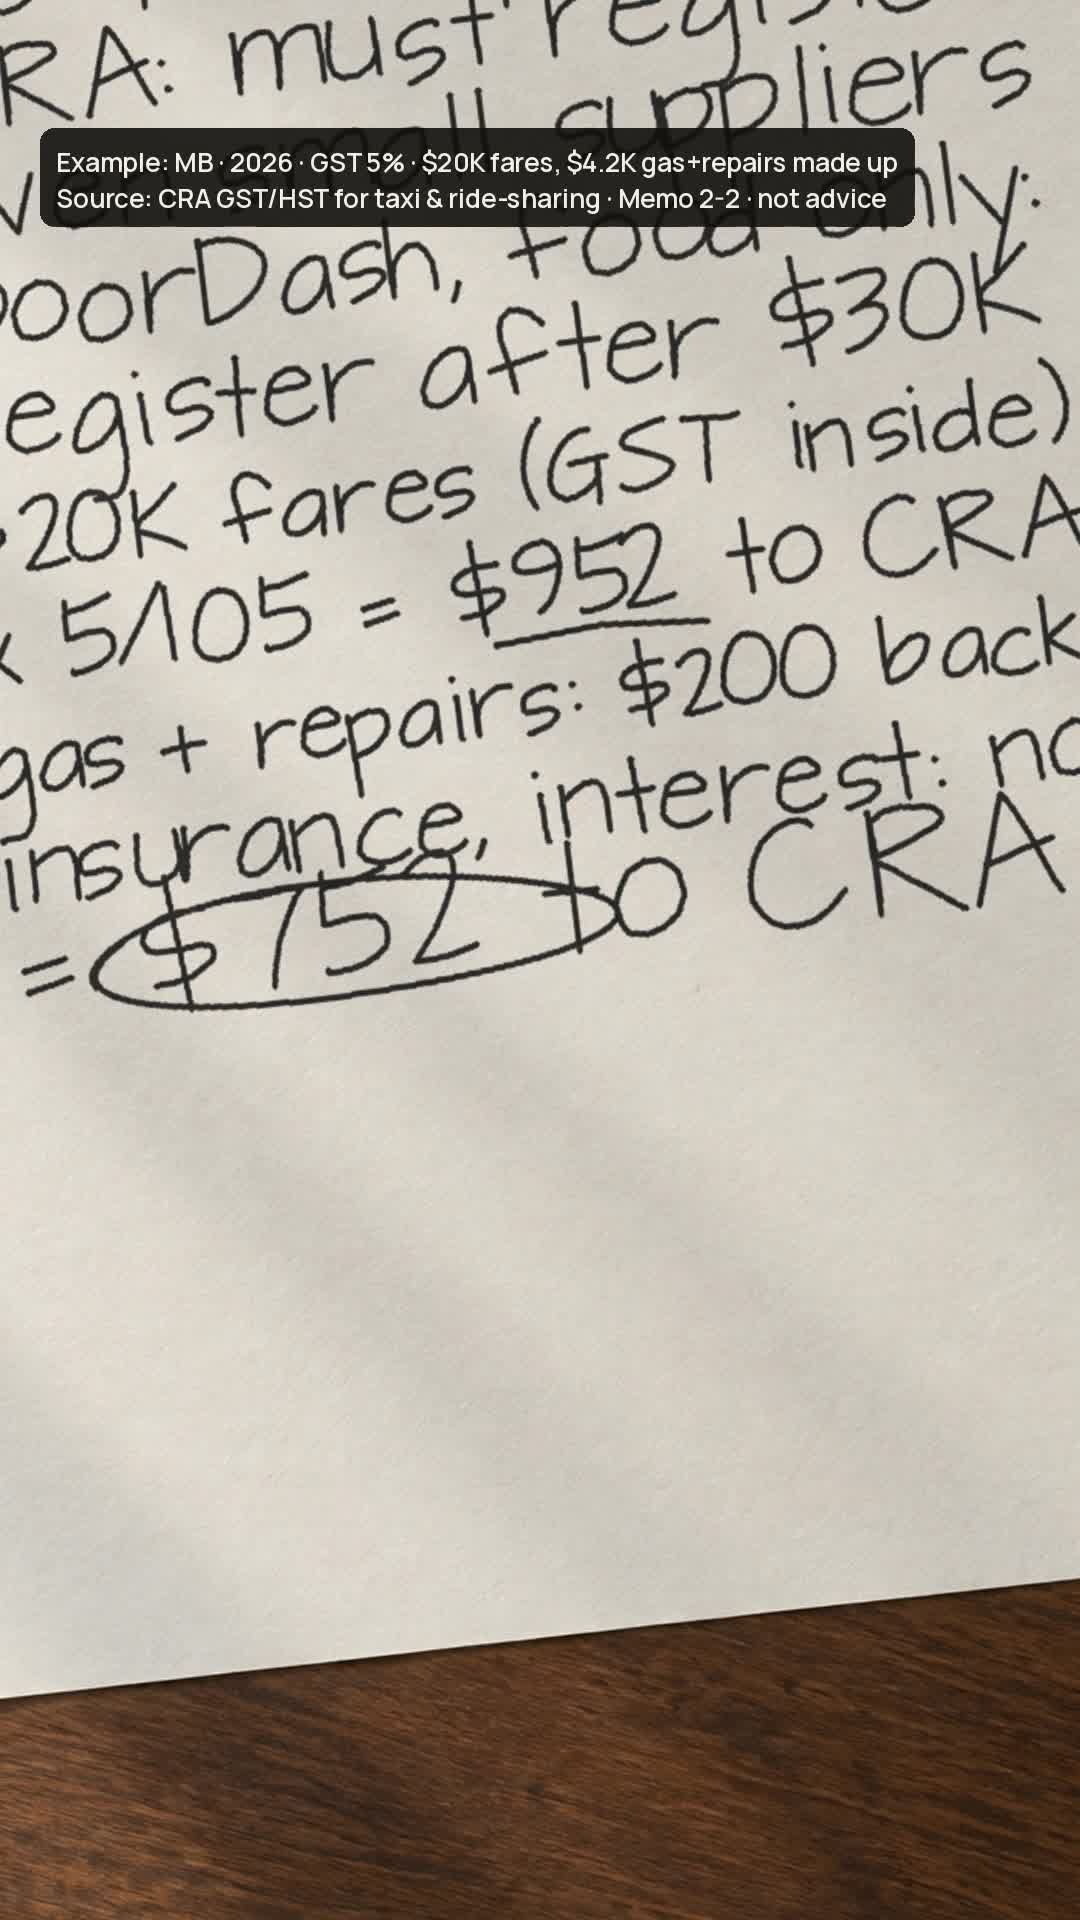 RA: must
small suppliers
Example: MB · 2026 · GST 5% · $20K fares, $4.2K gas+repairs made up
Source: CRA GST/HST for taxi & ride-sharing · Memo 2-2 · not advice
oorDash, food only:
egister after $30K
20K fares (GST inside)
x 5/105 = $952 to CRA
gas + repairs: $200 back
insurance, interest: no
= $752 to CRA